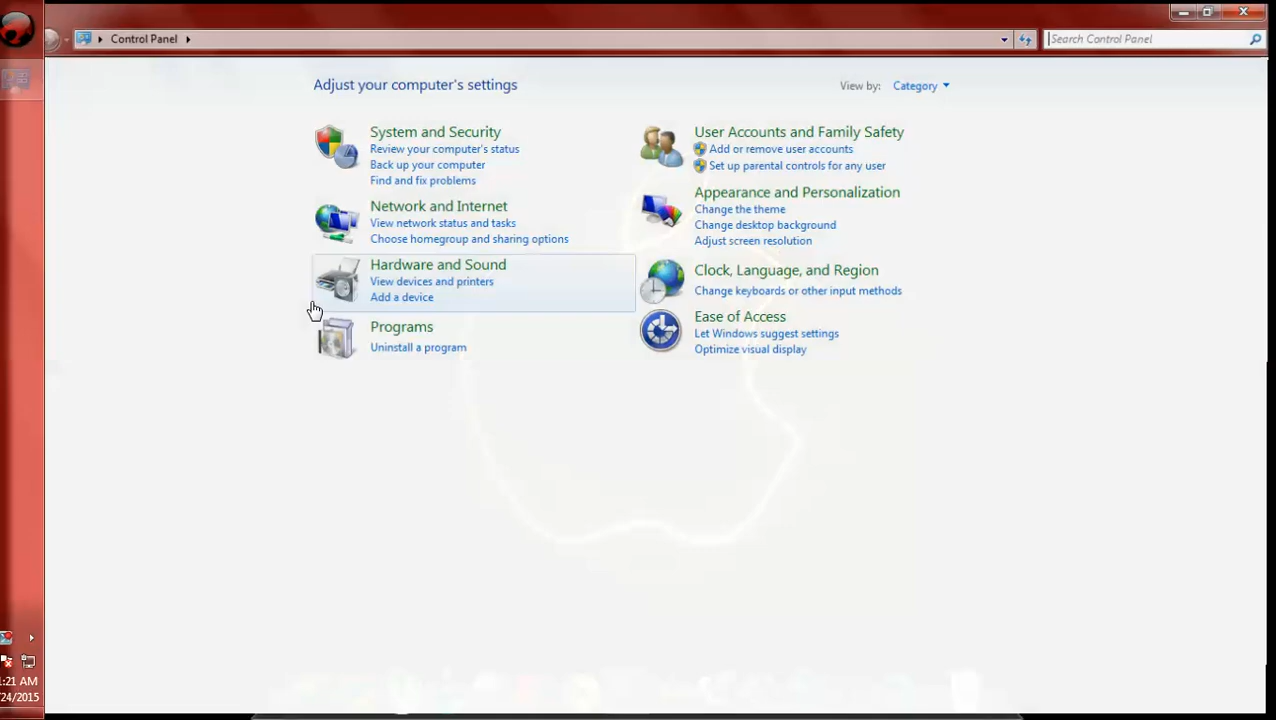 Control Panel
Search Control Panel
Adjust your computer's settings
View by: Category
System and Security
Review your computer's status
Back up your computer
Find and fix problems
Network and Internet
View network status and tasks
Choose homegroup and sharing options
Hardware and Sound
View devices and printers
Add a device
Programs
Uninstall a program
User Accounts and Family Safety
Add or remove user accounts
Set up parental controls for any user
Appearance and Personalization
Change the theme
Change desktop background
Adjust screen resolution
Clock, Language, and Region
Change keyboards or other input methods
Ease of Access
Let Windows suggest settings
Optimize visual display
:21 AM
/24/2015